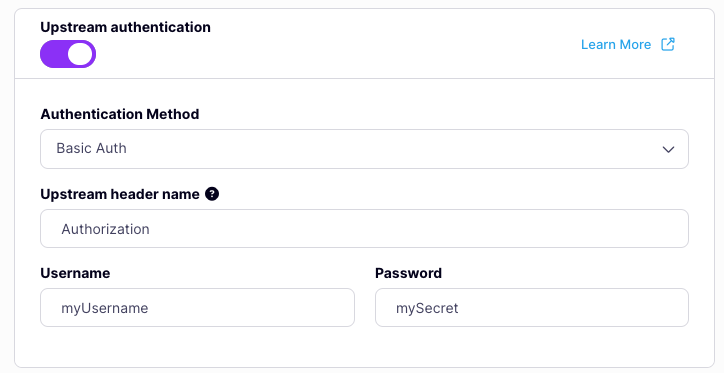 Upstream authentication
Learn More
Authentication Method
Basic Auth
Upstream header name ?
Authorization
Username Password
myUsername mySecret